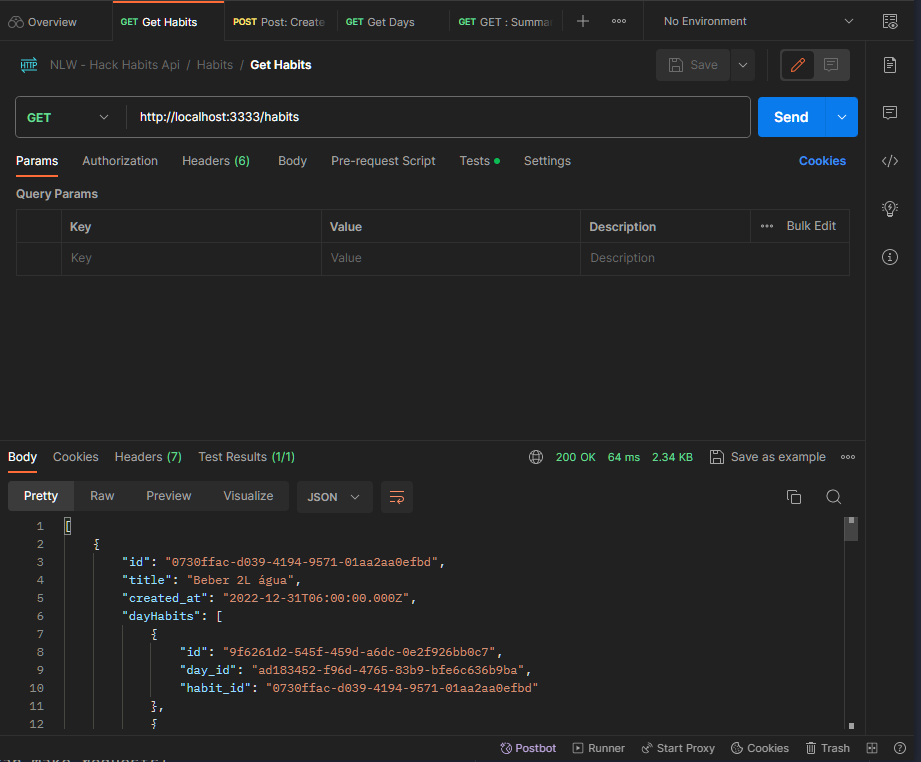 Overview
GET Get Habits
POST Post: Create
GET Get Days
GET GET : Summa
No Environment
HTTP NLW - Hack Habits Api / Habits / Get Habits
Save
GET http://localhost:3333/habits
Send
Params Authorization Headers (6) Body Pre-request Script Tests Settings Cookies
Query Params
Key Value Description Bulk Edit
Key Value Description
Body Cookies Headers (7) Test Results (1/1) 200 OK 64 ms 2.34 KB Save as example
Pretty Raw Preview Visualize JSON
1 [
2 {
3 "id": "0730ffac-d039-4194-9571-01aa2aa0efbd",
4 "title": "Beber 2L água",
5 "created_at": "2022-12-31T06:00:00.000Z",
6 "dayHabits": [
7 {
8 "id": "9f6261d2-545f-459d-a6dc-0e2f926bb0c7",
9 "day_id": "ad183452-f96d-4765-83b9-bfe6c636b9ba",
10 "habit_id": "0730ffac-d039-4194-9571-01aa2aa0efbd"
11 },
12 {
Postbot Runner Start Proxy Cookies Trash